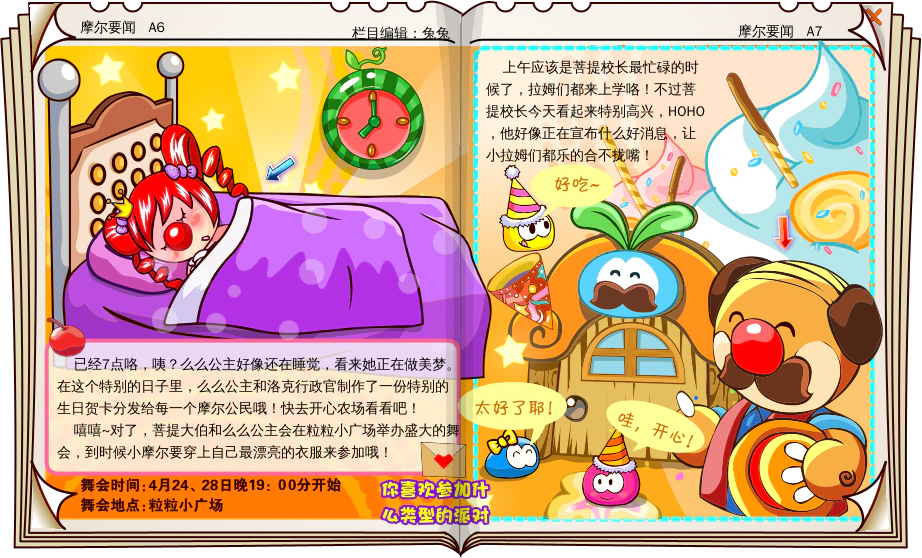 摩尔要闻 A6
栏目编辑：兔兔
已经7点咯，咦？么么公主好像还在睡觉，看来她正在做美梦。
在这个特别的日子里，么么公主和洛克行政官制作了一份特别的
生日贺卡分发给每一个摩尔公民哦！快去开心农场看看吧！
嘻嘻~对了，菩提大伯和么么公主会在粒粒小广场举办盛大的舞
会，到时候小摩尔要穿上自己最漂亮的衣服来参加哦！
舞会时间：4月24、28日晚19：00分开始
舞会地点：粒粒小广场
你喜欢参加什
么类型的派对
摩尔要闻 A7
上午应该是菩提校长最忙碌的时
候了，拉姆们都来上学咯！不过菩
提校长今天看起来特别高兴，HOHO
，他好像正在宣布什么好消息，让
小拉姆们都乐的合不拢嘴！
好吃~
太好了耶！
哇，开心！